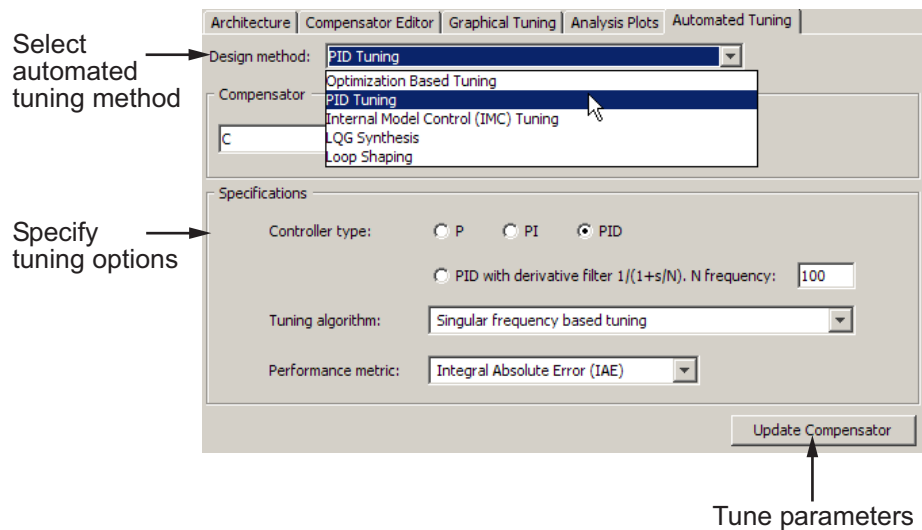 Architecture Compensator Editor Graphical Tuning Analysis Plots Automated Tuning
Select
automated
tuning method
Design method: PID Tuning
Optimization Based Tuning
PID Tuning
Internal Model Control (IMC) Tuning
LQG Synthesis
Loop Shaping
Compensator
C
Specifications
Specify
tuning options
Controller type: P PI PID
PID with derivative filter 1/(1+s/N). N frequency: 100
Tuning algorithm: Singular frequency based tuning
Performance metric: Integral Absolute Error (IAE)
Update Compensator
Tune parameters